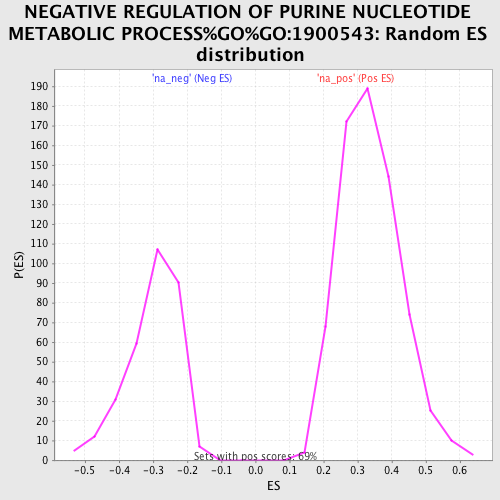 NEGATIVE REGULATION OF PURINE NUCLEOTIDE
METABOLIC PROCESS%GO%GO:1900543: Random ES
distribution
'na_neg' (Neg ES) 'na_pos' (Pos ES)
P(ES)
190
180
170
160
150
140
130
120
110
100
90
80
70
60
50
40
30
20
10
0
Sets with pos scores: 69%
-0.5 -0.4 -0.3 -0.2 -0.1 0.0 0.1 0.2 0.3 0.4 0.5 0.6
ES